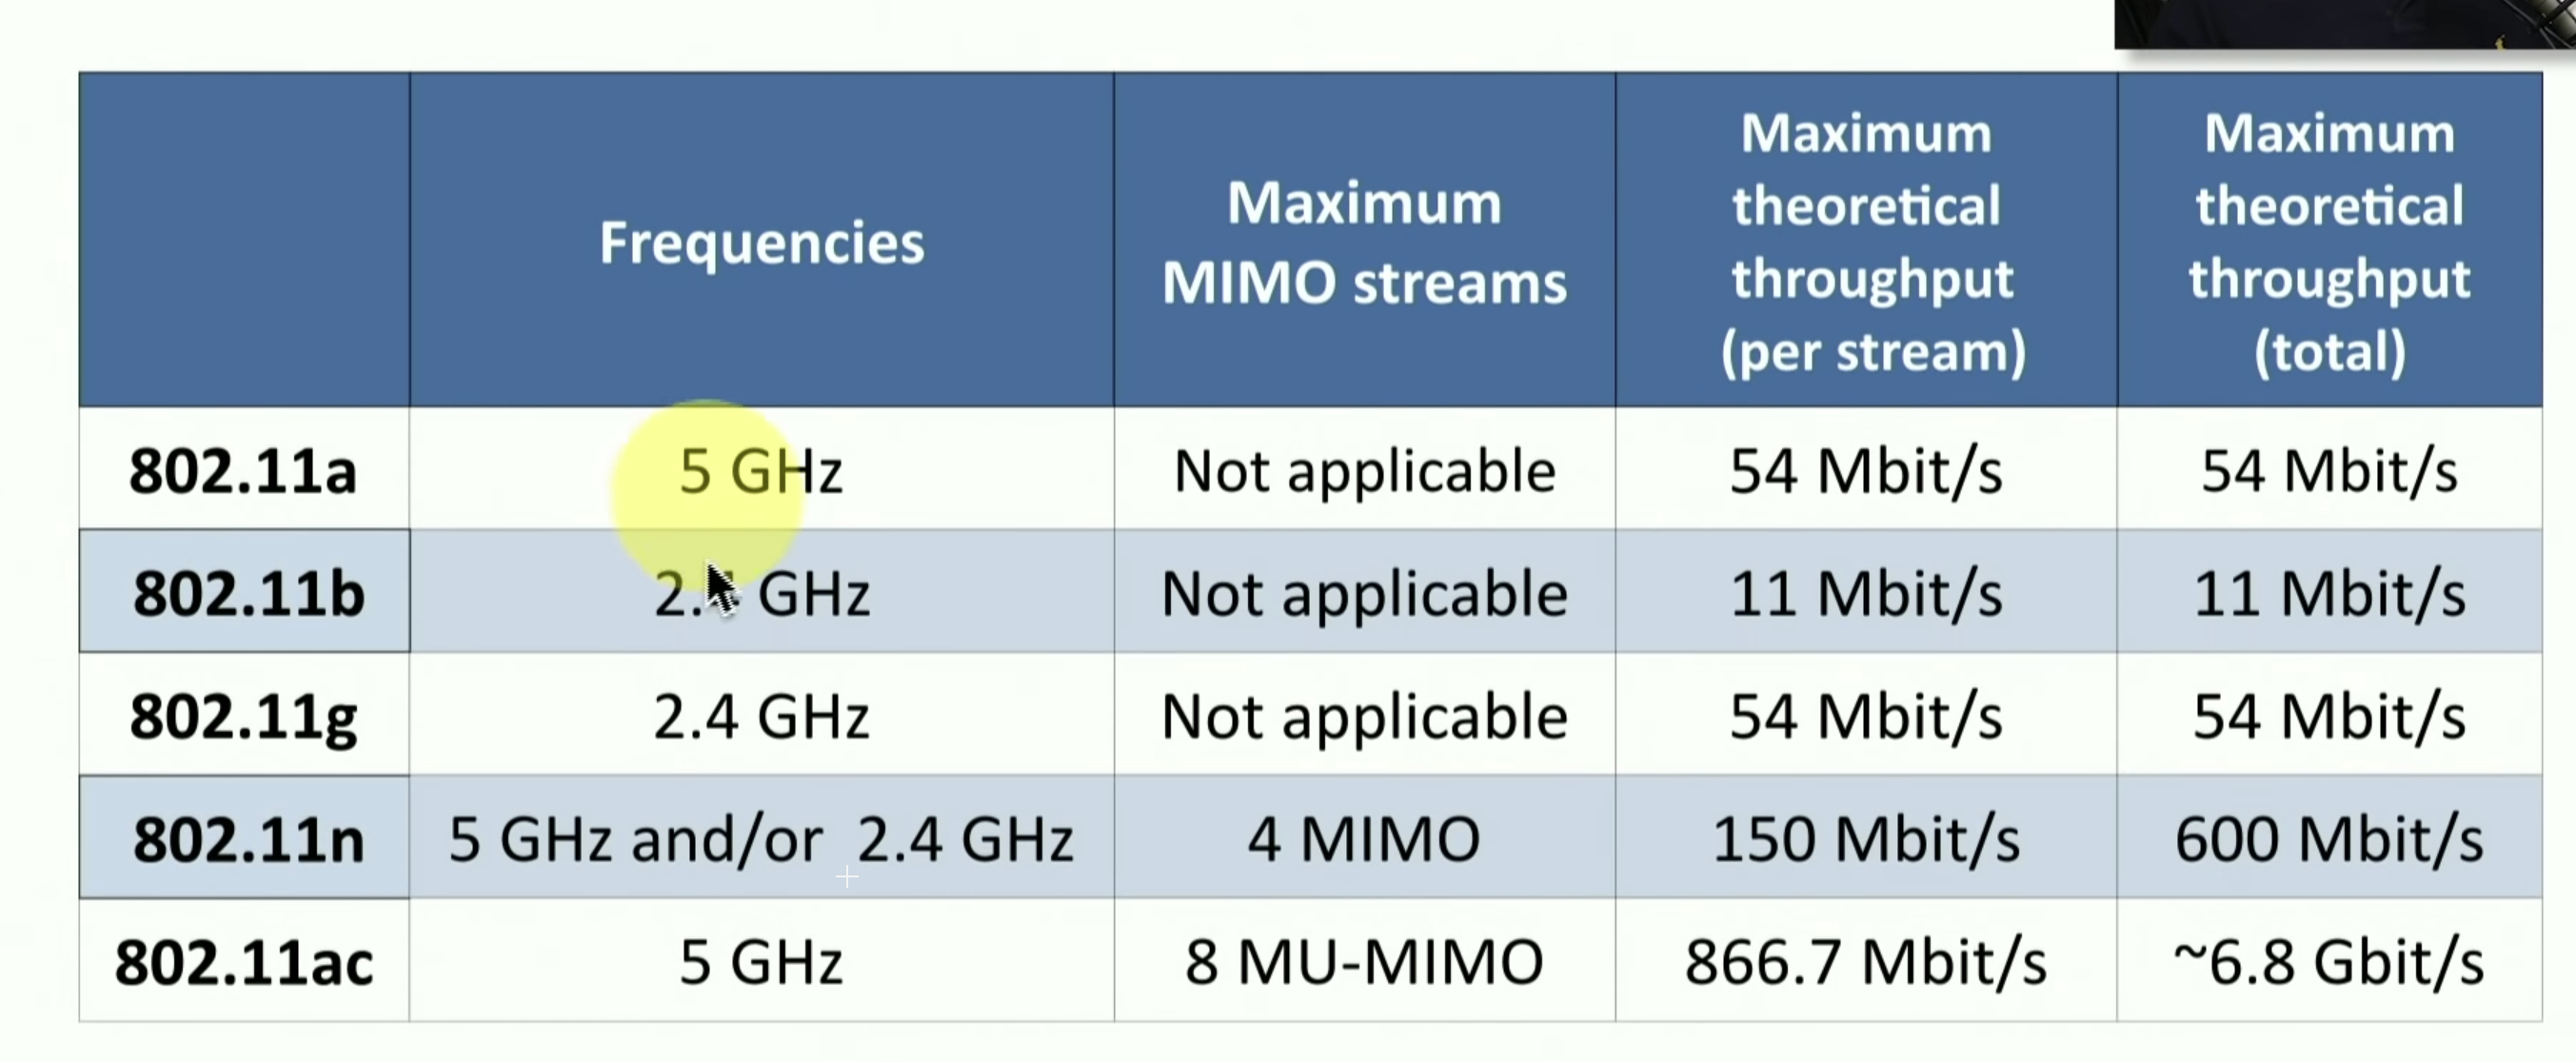 Frequencies
Maximum
MIMO streams
Maximum
theoretical
throughput
(per stream)
Maximum
theoretical
throughput
(total)
802.11a 5 GHz Not applicable 54 Mbit/s 54 Mbit/s
802.11b 2.4 GHz Not applicable 11 Mbit/s 11 Mbit/s
802.11g 2.4 GHz Not applicable 54 Mbit/s 54 Mbit/s
802.11n 5 GHz and/or 2.4 GHz 4 MIMO 150 Mbit/s 600 Mbit/s
802.11ac 5 GHz 8 MU-MIMO 866.7 Mbit/s ~6.8 Gbit/s